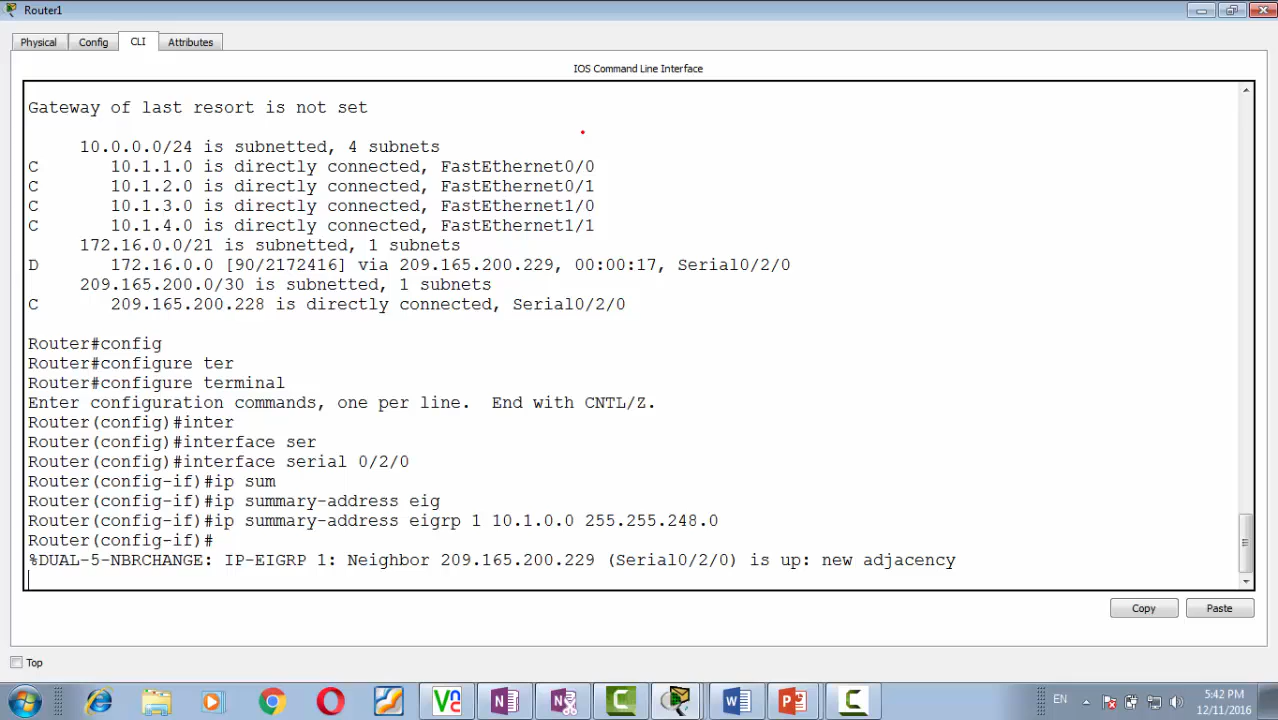 Router1
Physical Config CLI Attributes
IOS Command Line Interface
Gateway of last resort is not set
10.0.0.0/24 is subnetted, 4 subnets
C 10.1.1.0 is directly connected, FastEthernet0/0
C 10.1.2.0 is directly connected, FastEthernet0/1
C 10.1.3.0 is directly connected, FastEthernet1/0
C 10.1.4.0 is directly connected, FastEthernet1/1
172.16.0.0/21 is subnetted, 1 subnets
D 172.16.0.0 [90/2172416] via 209.165.200.229, 00:00:17, Serial0/2/0
209.165.200.0/30 is subnetted, 1 subnets
C 209.165.200.228 is directly connected, Serial0/2/0
Router#config
Router#configure ter
Router#configure terminal
Enter configuration commands, one per line. End with CNTL/Z.
Router(config)#inter
Router(config)#interface ser
Router(config)#interface serial 0/2/0
Router(config-if)#ip sum
Router(config-if)#ip summary-address eig
Router(config-if)#ip summary-address eigrp 1 10.1.0.0 255.255.248.0
Router(config-if)#
%DUAL-5-NBRCHANGE: IP-EIGRP 1: Neighbor 209.165.200.229 (Serial0/2/0) is up: new adjacency
Copy Paste
Top
EN
5:42 PM
12/11/2016